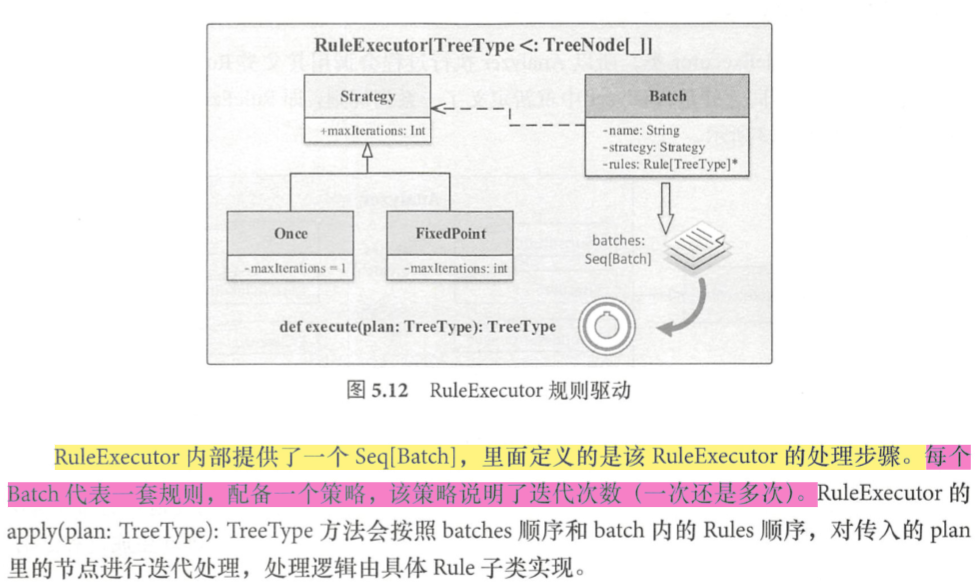 RuleExecutor[TreeType <: TreeNode[_]]
Strategy
+maxIterations: Int
Batch
-name: String
-strategy: Strategy
-rules: Rule[TreeType]*
Once
-maxIterations = 1
FixedPoint
-maxIterations: int
batches:
Seq[Batch]
def execute(plan: TreeType): TreeType
图 5.12 RuleExecutor 规则驱动
RuleExecutor 内部提供了一个 Seq[Batch]，里面定义的是该 RuleExecutor 的处理步骤。每个
Batch 代表一套规则，配备一个策略，该策略说明了迭代次数（一次还是多次）。RuleExecutor 的
apply(plan: TreeType): TreeType 方法会按照 batches 顺序和 batch 内的 Rules 顺序，对传入的 plan
里的节点进行迭代处理，处理逻辑由具体 Rule 子类实现。